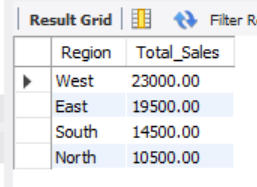 Result Grid Filter R
Region Total_Sales
West 23000.00
East 19500.00
South 14500.00
North 10500.00